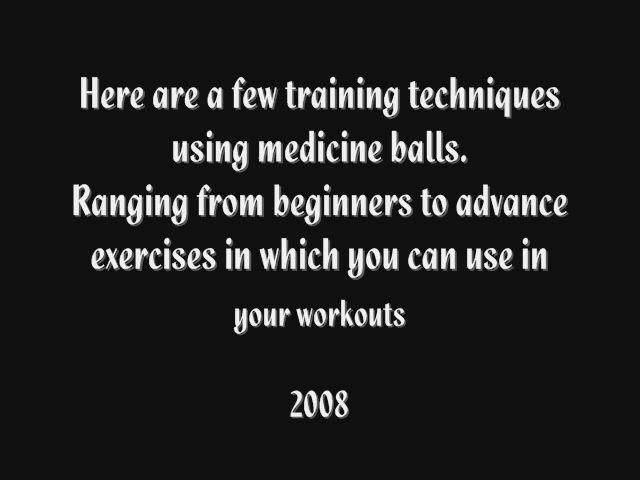 Here are a few training techniques
using medicine balls.
Ranging from beginners to advance
exercises in which you can use in
your workouts
2008